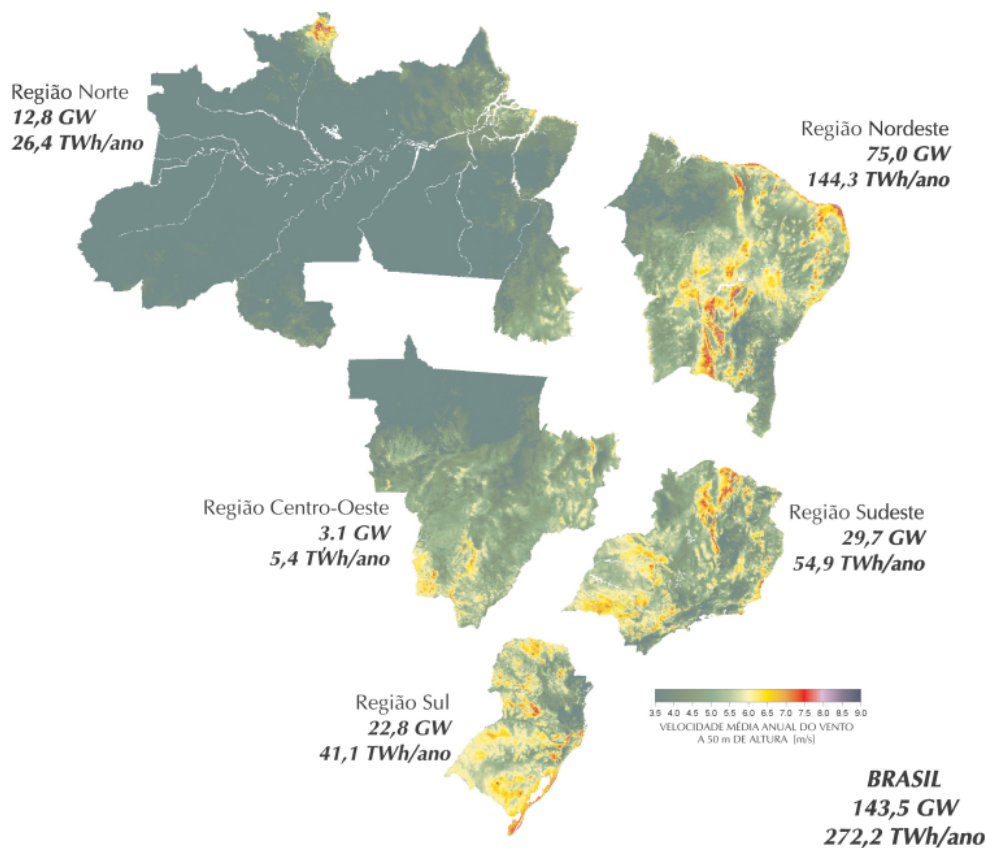 Região Norte
12,8 GW
26,4 TWh/ano
Região Nordeste
75,0 GW
144,3 TWh/ano
Região Centro-Oeste
3.1 GW
5,4 TWh/ano
Região Sudeste
29,7 GW
54,9 TWh/ano
Região Sul
22,8 GW
41,1 TWh/ano
3.5 4.0 4.5 5.0 5.5 6.0 6.5 7.0 7.5 8.0 8.5 9.0
VELOCIDADE MÉDIA ANUAL DO VENTO
A 50 m DE ALTURA [m/s]
BRASIL
143,5 GW
272,2 TWh/ano